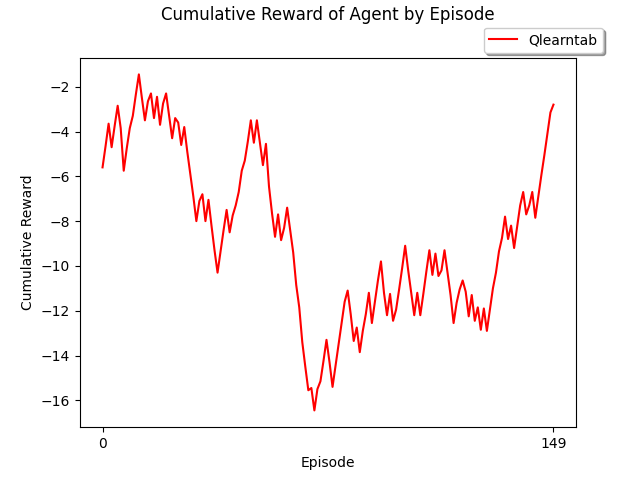 Cumulative Reward of Agent by Episode
Qlearntab
−2
−4
−6
−8
−10
−12
−14
−16
Cumulative Reward
0
149
Episode